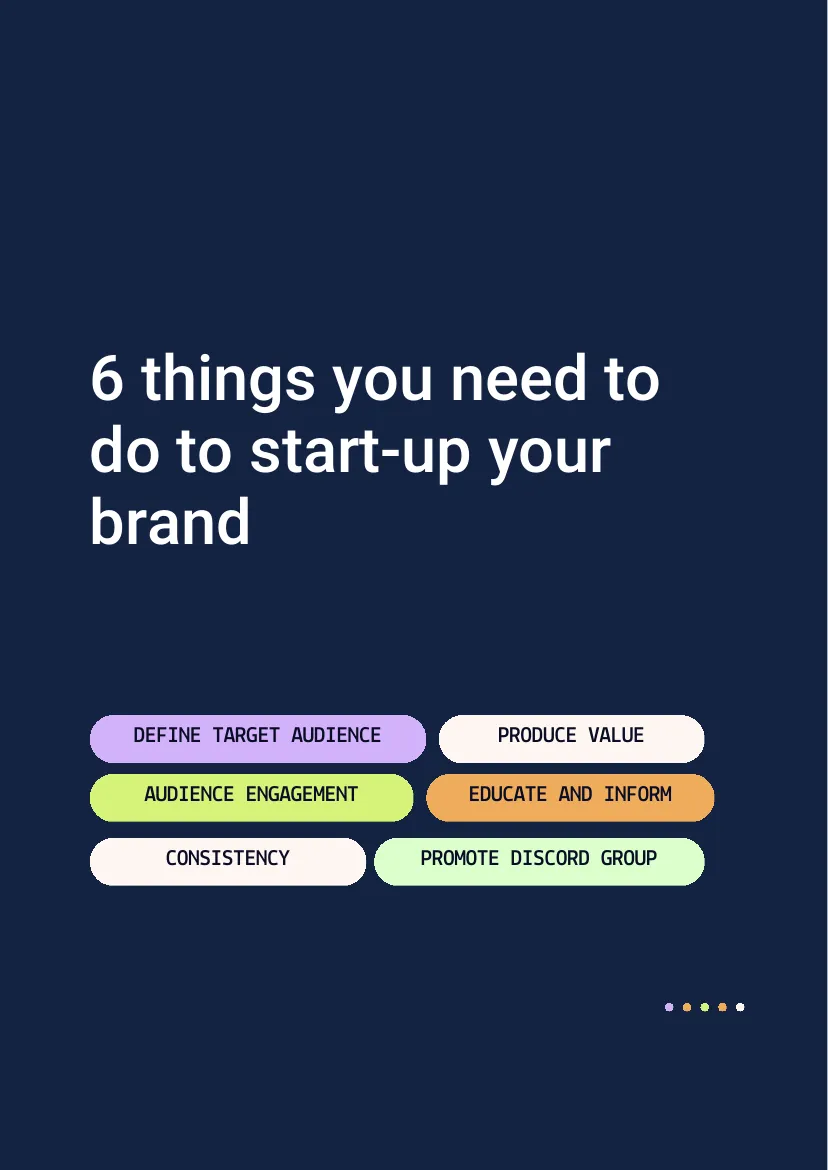 6 things you need to
do to start-up your
brand
DEFINE TARGET AUDIENCE
PRODUCE VALUE
AUDIENCE ENGAGEMENT
EDUCATE AND INFORM
CONSISTENCY
PROMOTE DISCORD GROUP